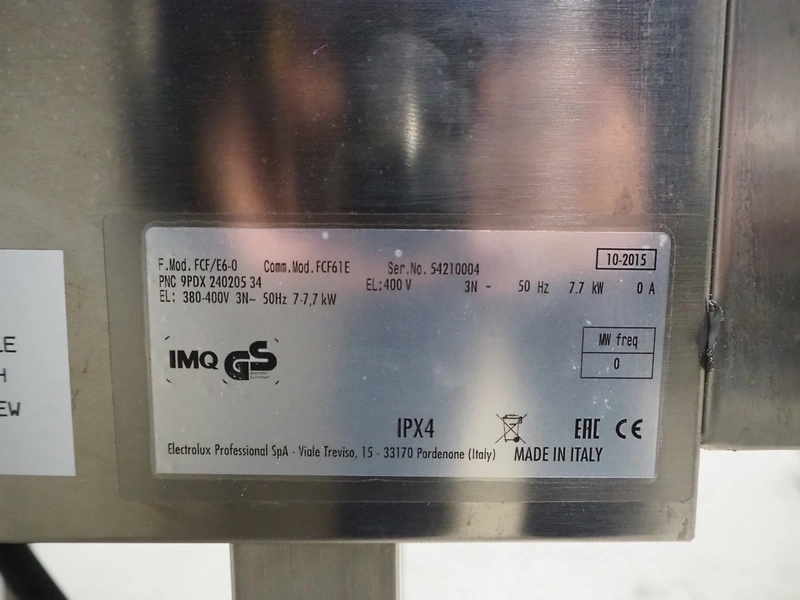 10-2015
F.Mod. FCF/E6-0 Comm.Mod.FCF61E Ser.No. 54210004
PNC 9PDX 240205 34 EL:400 V 3N ~ 50 Hz 7.7 kW 0 A
EL: 380-400V 3N~ 50Hz 7-7,7 kW
MW freq
0
IMQ GS
IPX4 EAC CE
Electrolux Professional SpA - Viale Treviso, 15 - 33170 Pordenone (Italy) MADE IN ITALY
LE
H
EW